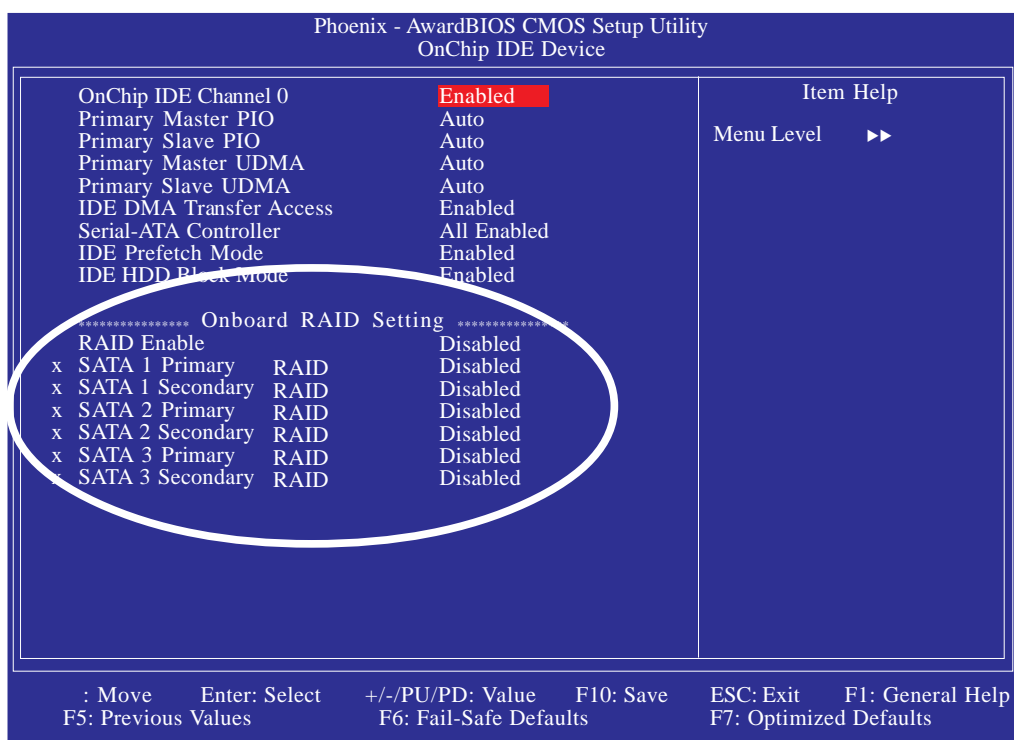 Phoenix - AwardBIOS CMOS Setup Utility
OnChip IDE Device
OnChip IDE Channel 0 Enabled
Primary Master PIO Auto
Primary Slave PIO Auto
Primary Master UDMA Auto
Primary Slave UDMA Auto
IDE DMA Transfer Access Enabled
Serial-ATA Controller All Enabled
IDE Prefetch Mode Enabled
IDE HDD Block Mode Enabled
**************** Onboard RAID Setting ****************
RAID Enable Disabled
x SATA 1 Primary RAID Disabled
x SATA 1 Secondary RAID Disabled
x SATA 2 Primary RAID Disabled
x SATA 2 Secondary RAID Disabled
x SATA 3 Primary RAID Disabled
x SATA 3 Secondary RAID Disabled
Item Help
Menu Level ▶▶
: Move Enter: Select +/-/PU/PD: Value F10: Save ESC: Exit F1: General Help
F5: Previous Values F6: Fail-Safe Defaults F7: Optimized Defaults